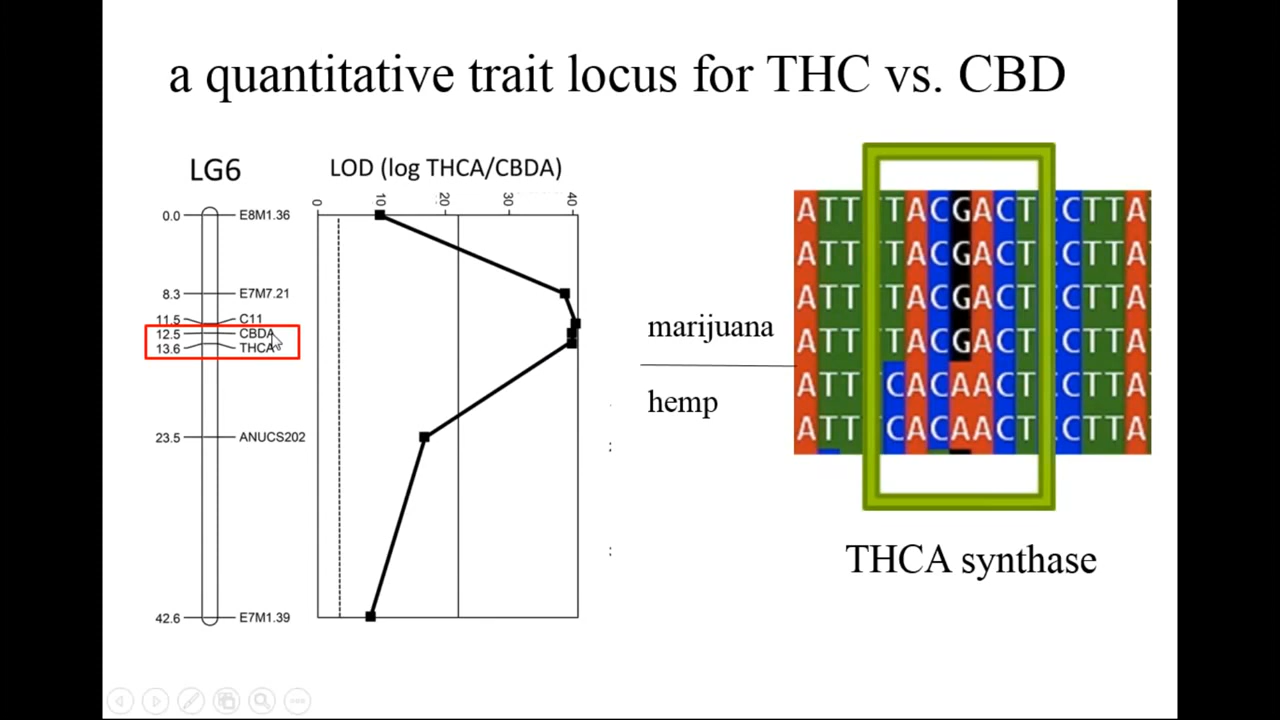 a quantitative trait locus for THC vs. CBD
LG6
LOD (log THCA/CBDA)
0 10 20 30 40
0.0 E8M1.36
8.3 E7M7.21
11.5 C11
12.5 CBDA
13.6 THCA
23.5 ANUCS202
42.6 E7M1.39
marijuana
hemp
ATT TACGACT CTTA
ATT TACGACT CTTA
ATT TACGACT CTTA
ATT TACGACT CTTA
ATT CACAACT CTTA
ATT CACAACT CTTA
THCA synthase